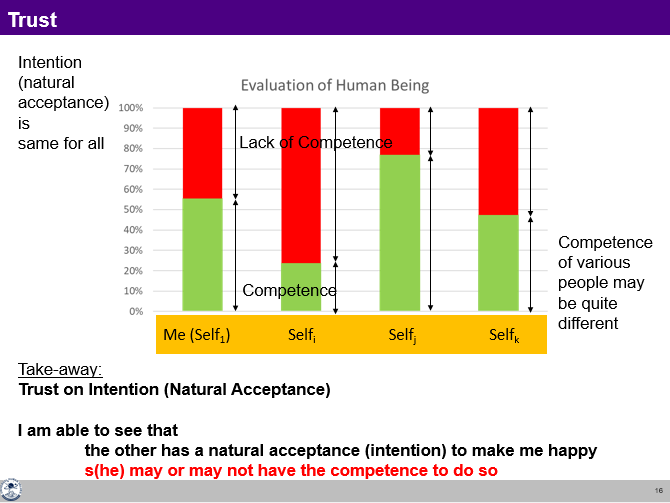 Trust
Intention
(natural
acceptance)
is
same for all
Evaluation of Human Being
100%
90%
80%
70%
60%
50%
40%
30%
20%
10%
0%
Lack of Competence
Competence
Me (Self1) Selfi Selfj Selfk
Competence
of various
people may
be quite
different
Take-away:
Trust on Intention (Natural Acceptance)
I am able to see that
the other has a natural acceptance (intention) to make me happy
s(he) may or may not have the competence to do so
16